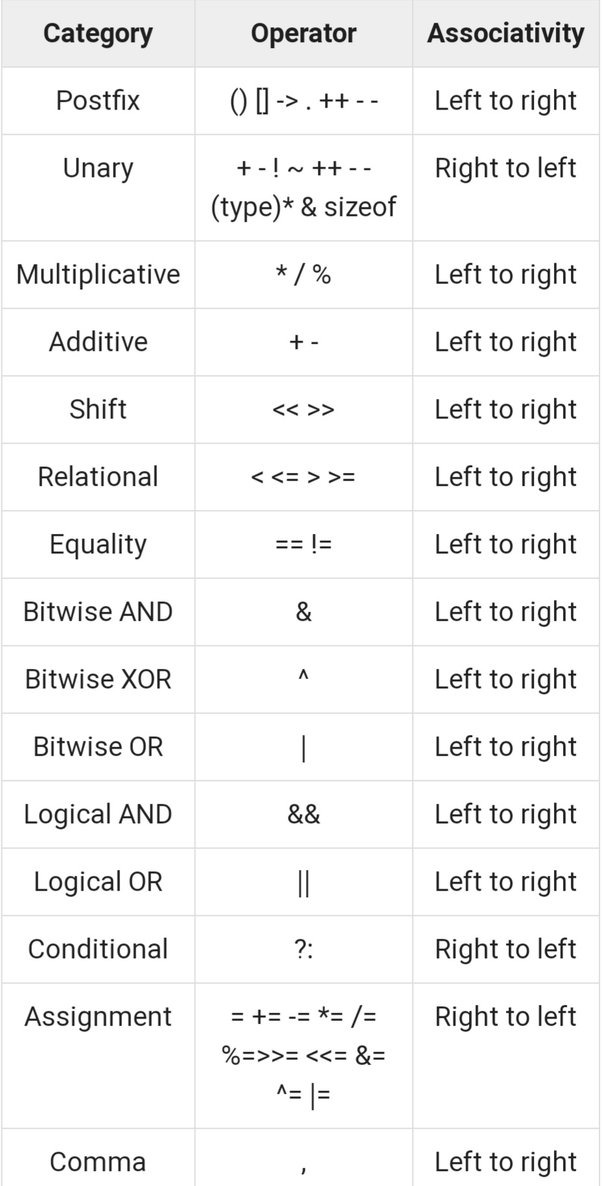 Category Operator Associativity
Postfix () [] -> . ++ - - Left to right
Unary + - ! ~ ++ - - Right to left
(type)* & sizeof
Multiplicative * / % Left to right
Additive + - Left to right
Shift << >> Left to right
Relational < <= > >= Left to right
Equality == != Left to right
Bitwise AND & Left to right
Bitwise XOR ^ Left to right
Bitwise OR | Left to right
Logical AND && Left to right
Logical OR || Left to right
Conditional ?: Right to left
Assignment = += -= *= /= Right to left
%=>>= <<= &=
^= |=
Comma , Left to right